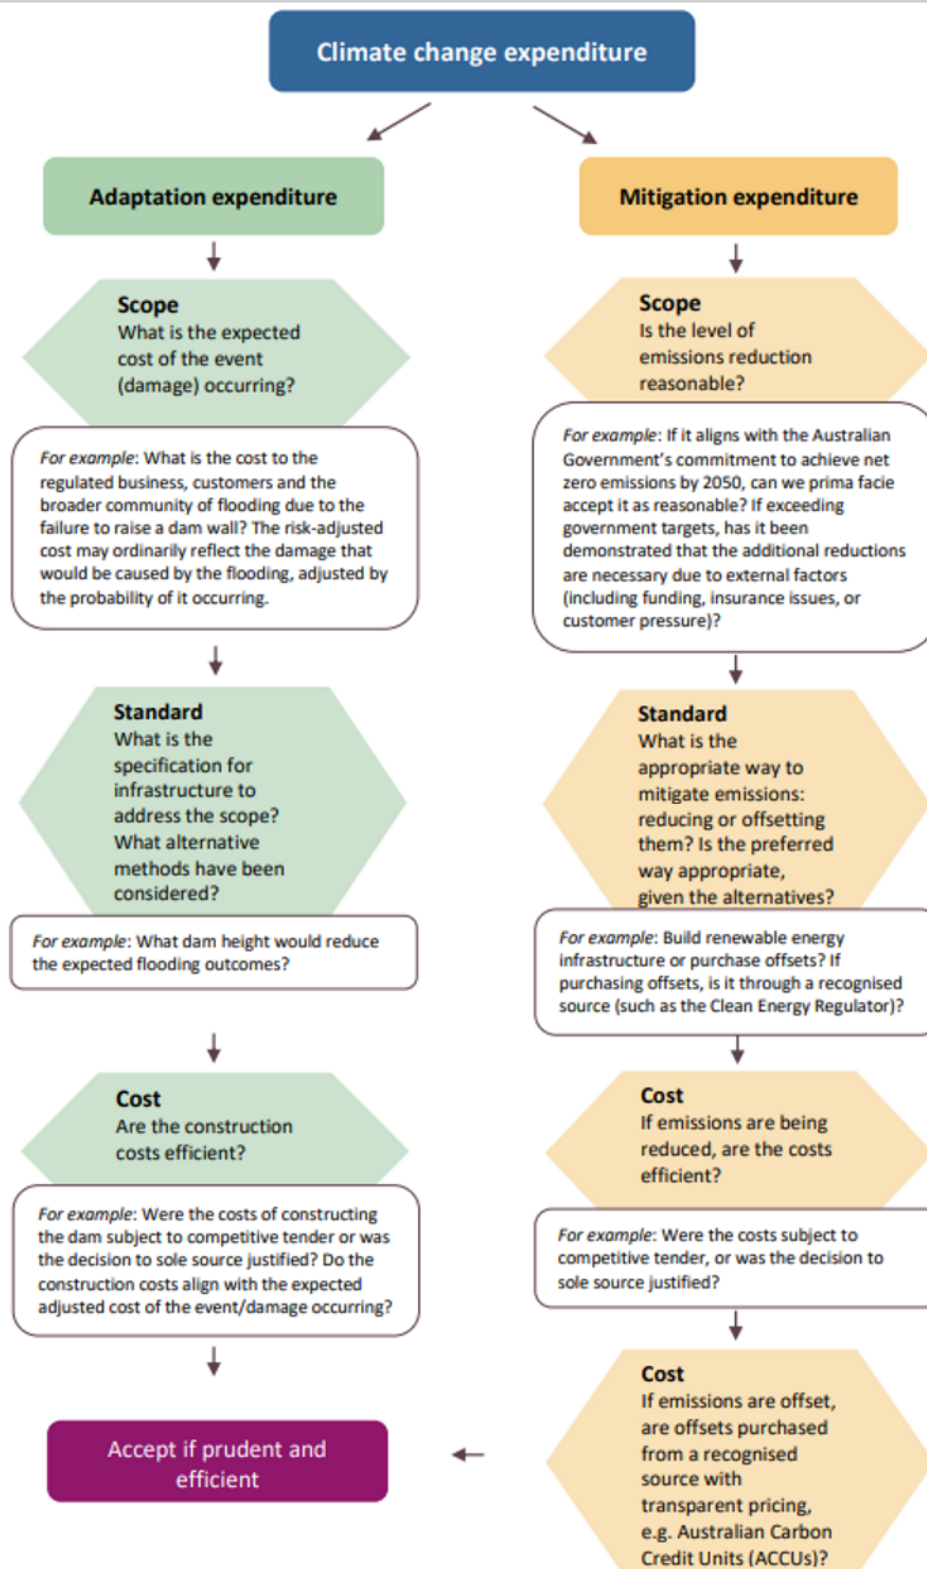 Climate change expenditure
Adaptation expenditure
Scope
What is the expected
cost of the event
(damage) occurring?
For example: What is the cost to the
regulated business, customers and the
broader community of flooding due to the
failure to raise a dam wall? The risk-adjusted
cost may ordinarily reflect the damage that
would be caused by the flooding, adjusted by
the probability of it occurring.
Standard
What is the
specification for
infrastructure to
address the scope?
What alternative
methods have been
considered?
For example: What dam height would reduce
the expected flooding outcomes?
Cost
Are the construction
costs efficient?
For example: Were the costs of constructing
the dam subject to competitive tender or was
the decision to sole source justified? Do the
construction costs align with the expected
adjusted cost of the event/damage occurring?
Mitigation expenditure
Scope
Is the level of
emissions reduction
reasonable?
For example: If it aligns with the Australian
Government's commitment to achieve net
zero emissions by 2050, can we prima facie
accept it as reasonable? If exceeding
government targets, has it been
demonstrated that the additional reductions
are necessary due to external factors
(including funding, insurance issues, or
customer pressure)?
Standard
What is the
appropriate way to
mitigate emissions:
reducing or offsetting
them? Is the preferred
way appropriate,
given the alternatives?
For example: Build renewable energy
infrastructure or purchase offsets? If
purchasing offsets, is it through a recognised
source (such as the Clean Energy Regulator)?
Cost
If emissions are being
reduced, are the costs
efficient?
For example: Were the costs subject to
competitive tender, or was the decision to
sole source justified?
Cost
If emissions are offset,
are offsets purchased
from a recognised
source with
transparent pricing,
e.g. Australian Carbon
Credit Units (ACCUs)?
Accept if prudent and
efficient